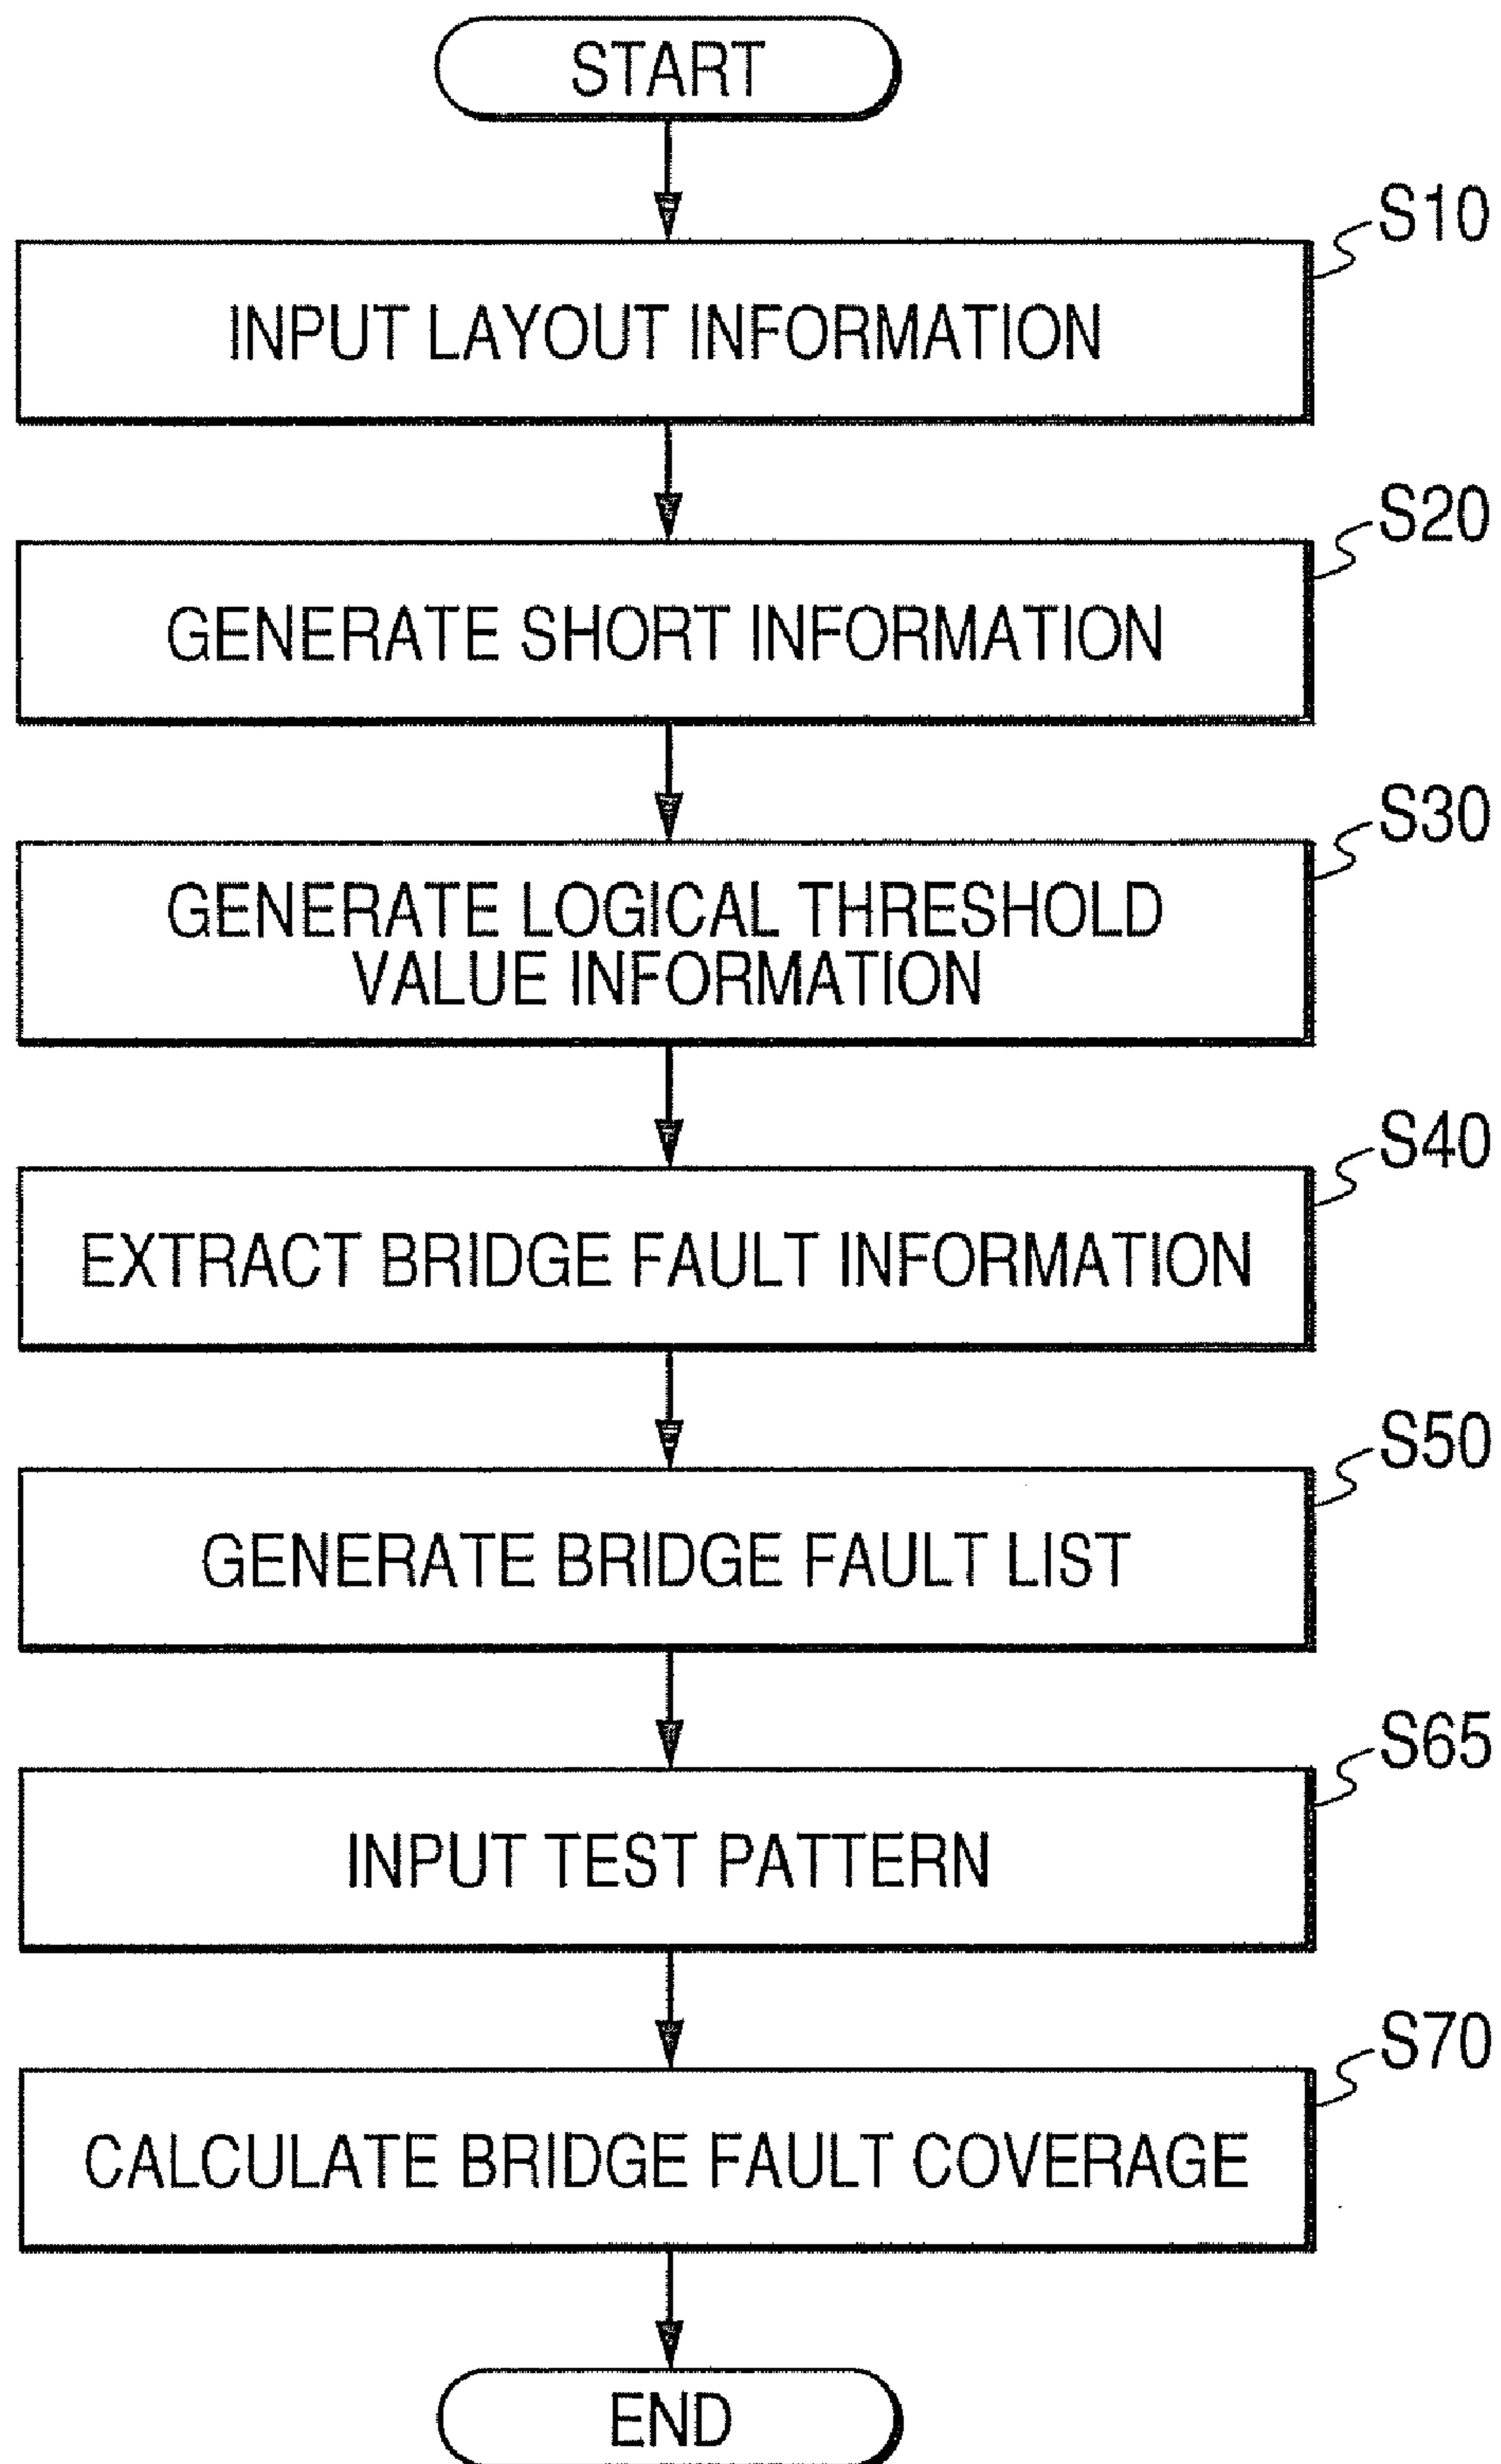 START
S10
INPUT LAYOUT INFORMATION
S20
GENERATE SHORT INFORMATION
S30
GENERATE LOGICAL THRESHOLD
VALUE INFORMATION
S40
EXTRACT BRIDGE FAULT INFORMATION
S50
GENERATE BRIDGE FAULT LIST
S65
INPUT TEST PATTERN
S70
CALCULATE BRIDGE FAULT COVERAGE
END